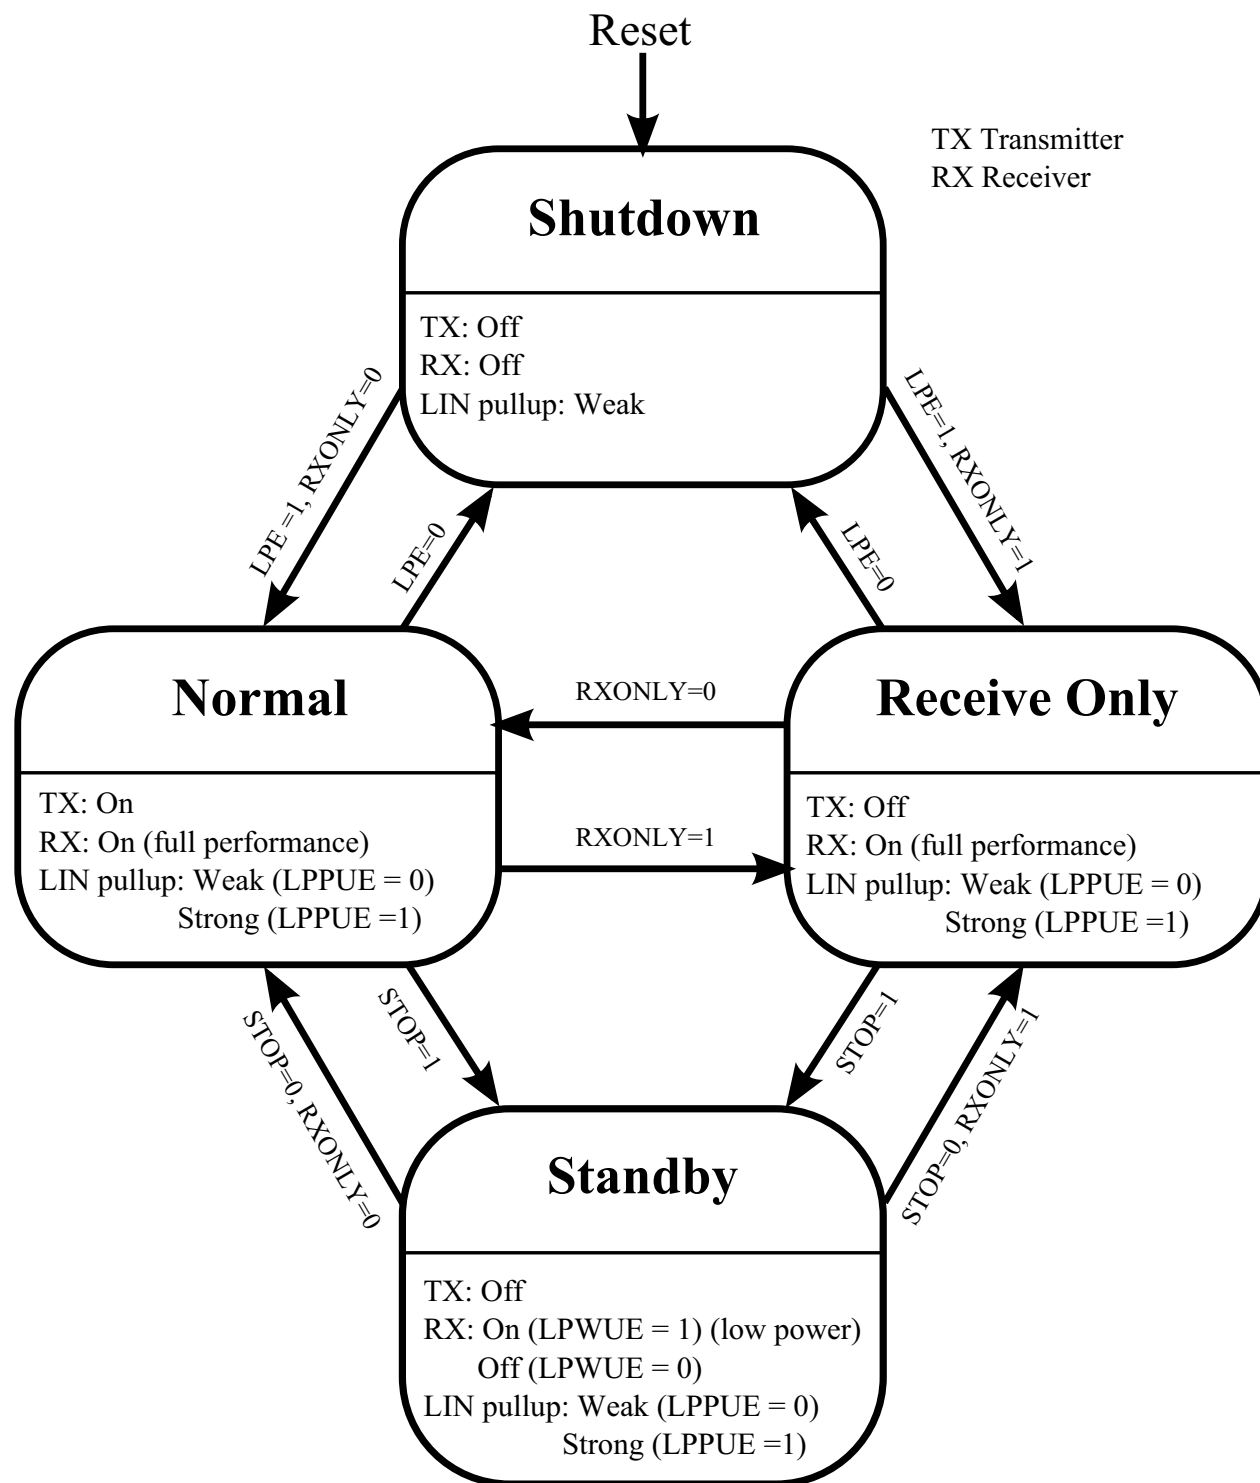 Reset
TX Transmitter
RX Receiver
Shutdown
TX: Off
RX: Off
LIN pullup: Weak
LPE =1, RXONLY=0
LPE=0
LPE=0
LPE=1, RXONLY=1
Normal
TX: On
RX: On (full performance)
LIN pullup: Weak (LPPUE = 0)
Strong (LPPUE =1)
RXONLY=0
RXONLY=1
Receive Only
TX: Off
RX: On (full performance)
LIN pullup: Weak (LPPUE = 0)
Strong (LPPUE =1)
STOP=0, RXONLY=0
STOP=1
STOP=1
STOP=0, RXONLY=1
Standby
TX: Off
RX: On (LPWUE = 1) (low power)
Off (LPWUE = 0)
LIN pullup: Weak (LPPUE = 0)
Strong (LPPUE =1)